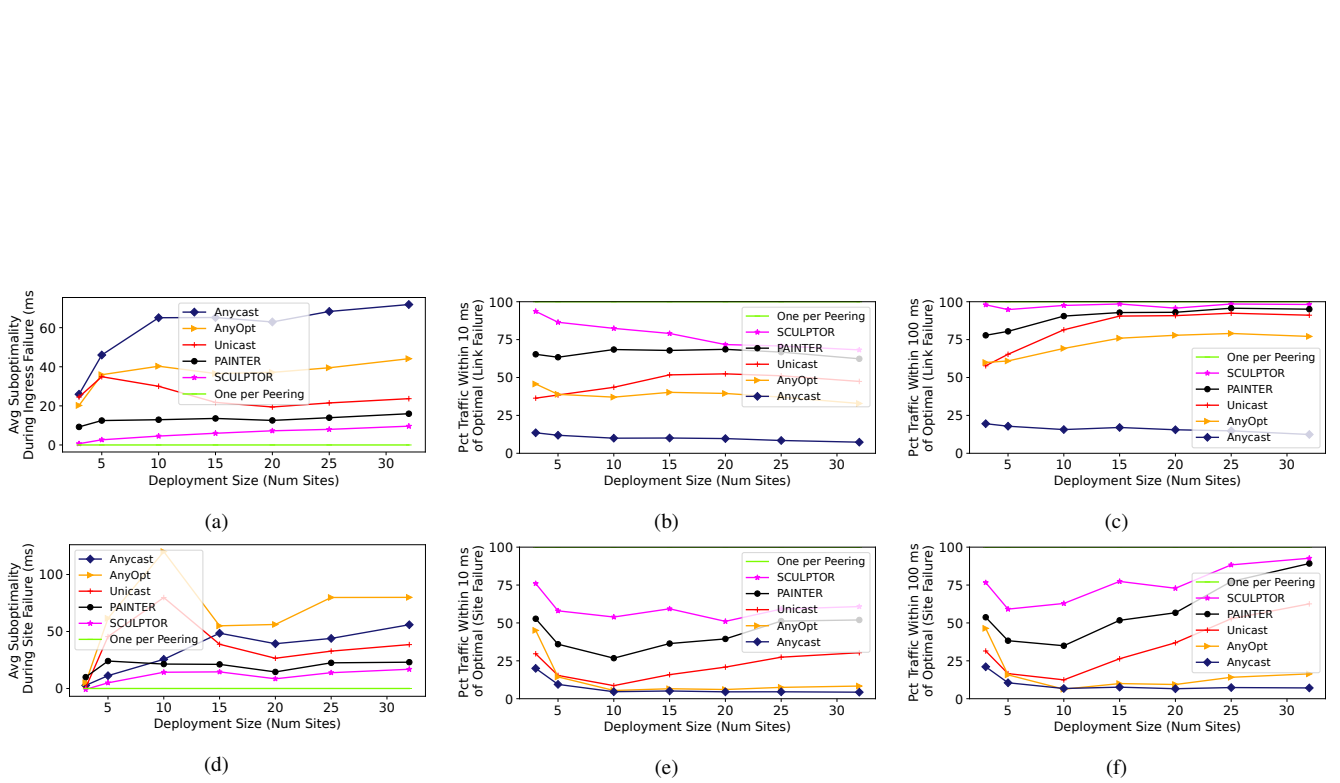 Avg Suboptimality
During Ingress Failure (ms
60
40
20
0
5 10 15 20 25 30
Deployment Size (Num Sites)
Anycast
AnyOpt
Unicast
PAINTER
SCULPTOR
One per Peering
(a)
Pct Traffic Within 10 ms
of Optimal (Link Failure)
100
75
50
25
0
5 10 15 20 25 30
Deployment Size (Num Sites)
One per Peering
SCULPTOR
PAINTER
Unicast
AnyOpt
Anycast
(b)
Pct Traffic Within 100 ms
of Optimal (Link Failure)
100
75
50
25
0
5 10 15 20 25 30
Deployment Size (Num Sites)
One per Peering
SCULPTOR
PAINTER
Unicast
AnyOpt
Anycast
(c)
Avg Suboptimality
During Site Failure (ms)
100
50
0
5 10 15 20 25 30
Deployment Size (Num Sites)
Anycast
AnyOpt
Unicast
PAINTER
SCULPTOR
One per Peering
(d)
Pct Traffic Within 10 ms
of Optimal (Site Failure)
100
75
50
25
0
5 10 15 20 25 30
Deployment Size (Num Sites)
One per Peering
SCULPTOR
PAINTER
Unicast
AnyOpt
Anycast
(e)
Pct Traffic Within 100 ms
of Optimal (Site Failure)
100
75
50
25
0
5 10 15 20 25 30
Deployment Size (Num Sites)
One per Peering
SCULPTOR
PAINTER
Unicast
AnyOpt
Anycast
(f)